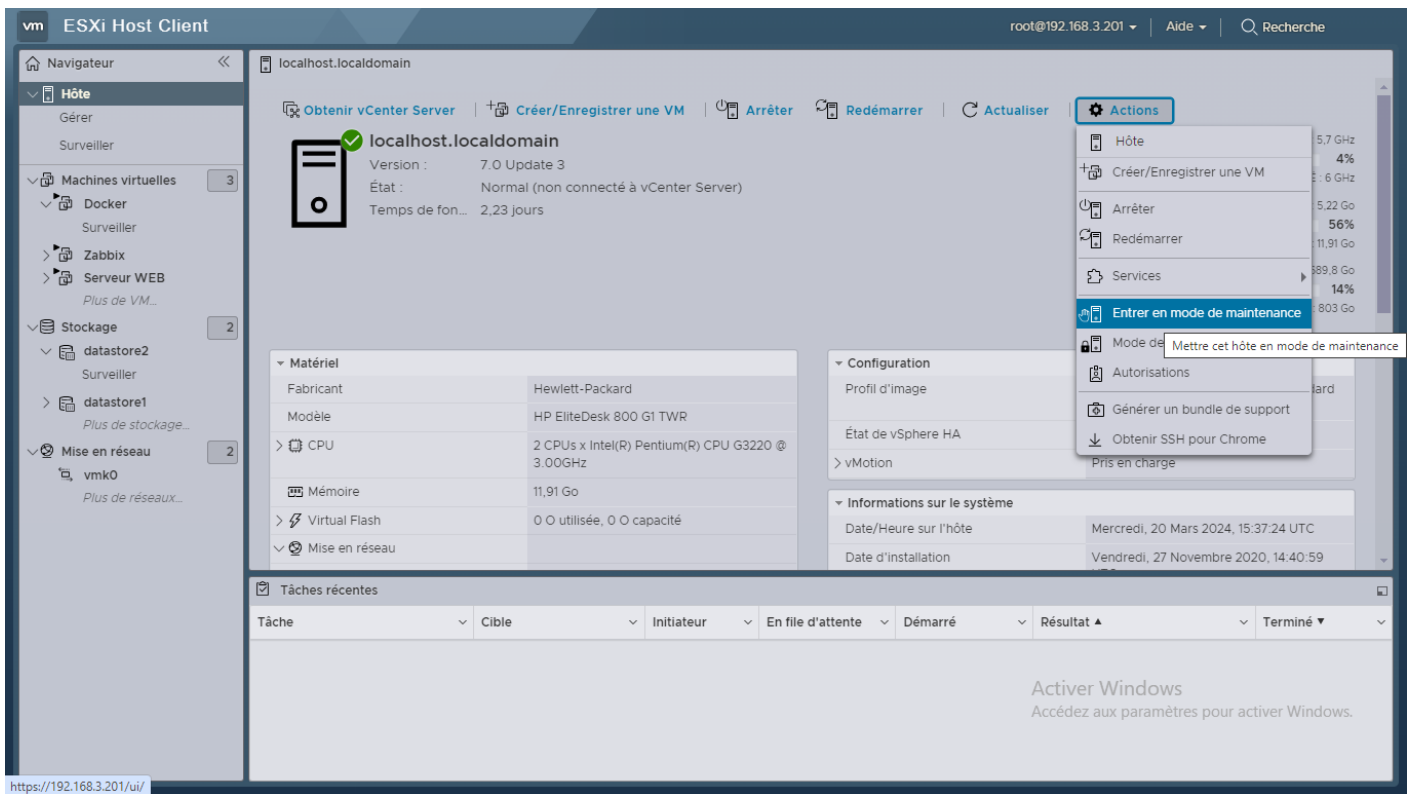 vm ESXi Host Client
root@192.168.3.201 Aide Recherche
Navigateur
Hôte
Gérer
Surveiller
Machines virtuelles 3
Docker
Surveiller
Zabbix
Serveur WEB
Plus de VM...
Stockage 2
datastore2
Surveiller
datastore1
Plus de stockage...
Mise en réseau 2
vmk0
Plus de réseaux...
localhost.localdomain
Obtenir vCenter Server Créer/Enregistrer une VM Arrêter Redémarrer Actualiser Actions
localhost.localdomain
Version : 7.0 Update 3
État : Normal (non connecté à vCenter Server)
Temps de fon... 2,23 jours
Hôte
Créer/Enregistrer une VM
Arrêter
Redémarrer
Services
Entrer en mode de maintenance
Mode de
Mettre cet hôte en mode de maintenance
Autorisations
Générer un bundle de support
Obtenir SSH pour Chrome
: 5,7 GHz
4%
: 6 GHz
: 5,22 Go
56%
: 11,91 Go
589,8 Go
14%
: 803 Go
Matériel
Fabricant Hewlett-Packard
Modèle HP EliteDesk 800 G1 TWR
CPU 2 CPUs x Intel(R) Pentium(R) CPU G3220 @
3.00GHz
Mémoire 11,91 Go
Virtual Flash 0 O utilisée, 0 O capacité
Mise en réseau
Configuration
Profil d'image
État de vSphere HA
vMotion Pris en charge
Informations sur le système
Date/Heure sur l'hôte Mercredi, 20 Mars 2024, 15:37:24 UTC
Date d'installation Vendredi, 27 Novembre 2020, 14:40:59
Tâches récentes
Tâche Cible Initiateur En file d'attente Démarré Résultat Terminé
Activer Windows
Accédez aux paramètres pour activer Windows.
https://192.168.3.201/ui/